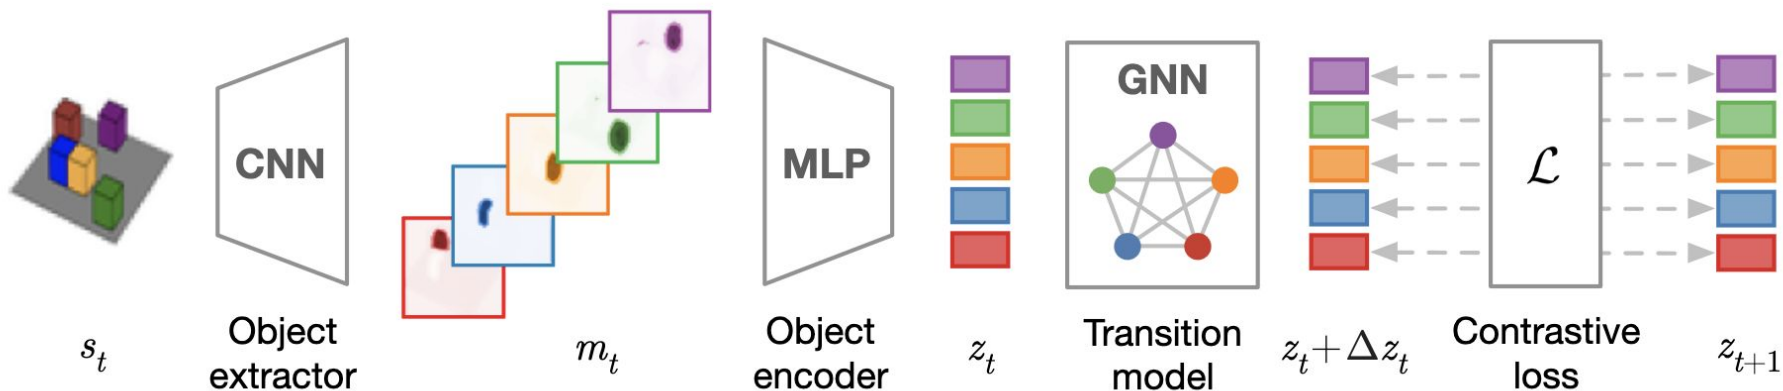 CNN
MLP
GNN
ℒ
s_t
Object
extractor
m_t
Object
encoder
z_t
Transition
model
z_t + Δz_t
Contrastive
loss
z_{t+1}